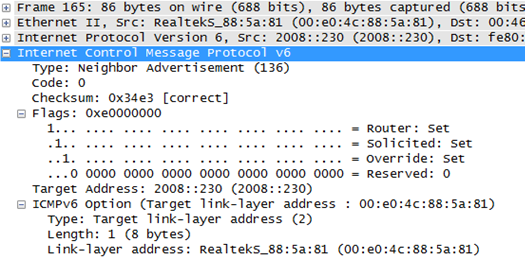 Frame 165: 86 bytes on wire (688 bits), 86 bytes captured (688 bits
Ethernet II, Src: RealtekS_88:5a:81 (00:e0:4c:88:5a:81), Dst: 00:46
Internet Protocol Version 6, Src: 2008::230 (2008::230), Dst: fe80:
Internet Control Message Protocol v6
Type: Neighbor Advertisement (136)
Code: 0
Checksum: 0x34e3 [correct]
Flags: 0xe0000000
1... .... .... .... .... .... .... .... = Router: Set
.1.. .... .... .... .... .... .... .... = Solicited: Set
..1. .... .... .... .... .... .... .... = Override: Set
...0 0000 0000 0000 0000 0000 0000 0000 = Reserved: 0
Target Address: 2008::230 (2008::230)
ICMPv6 Option (Target link-layer address : 00:e0:4c:88:5a:81)
Type: Target link-layer address (2)
Length: 1 (8 bytes)
Link-layer address: RealtekS_88:5a:81 (00:e0:4c:88:5a:81)